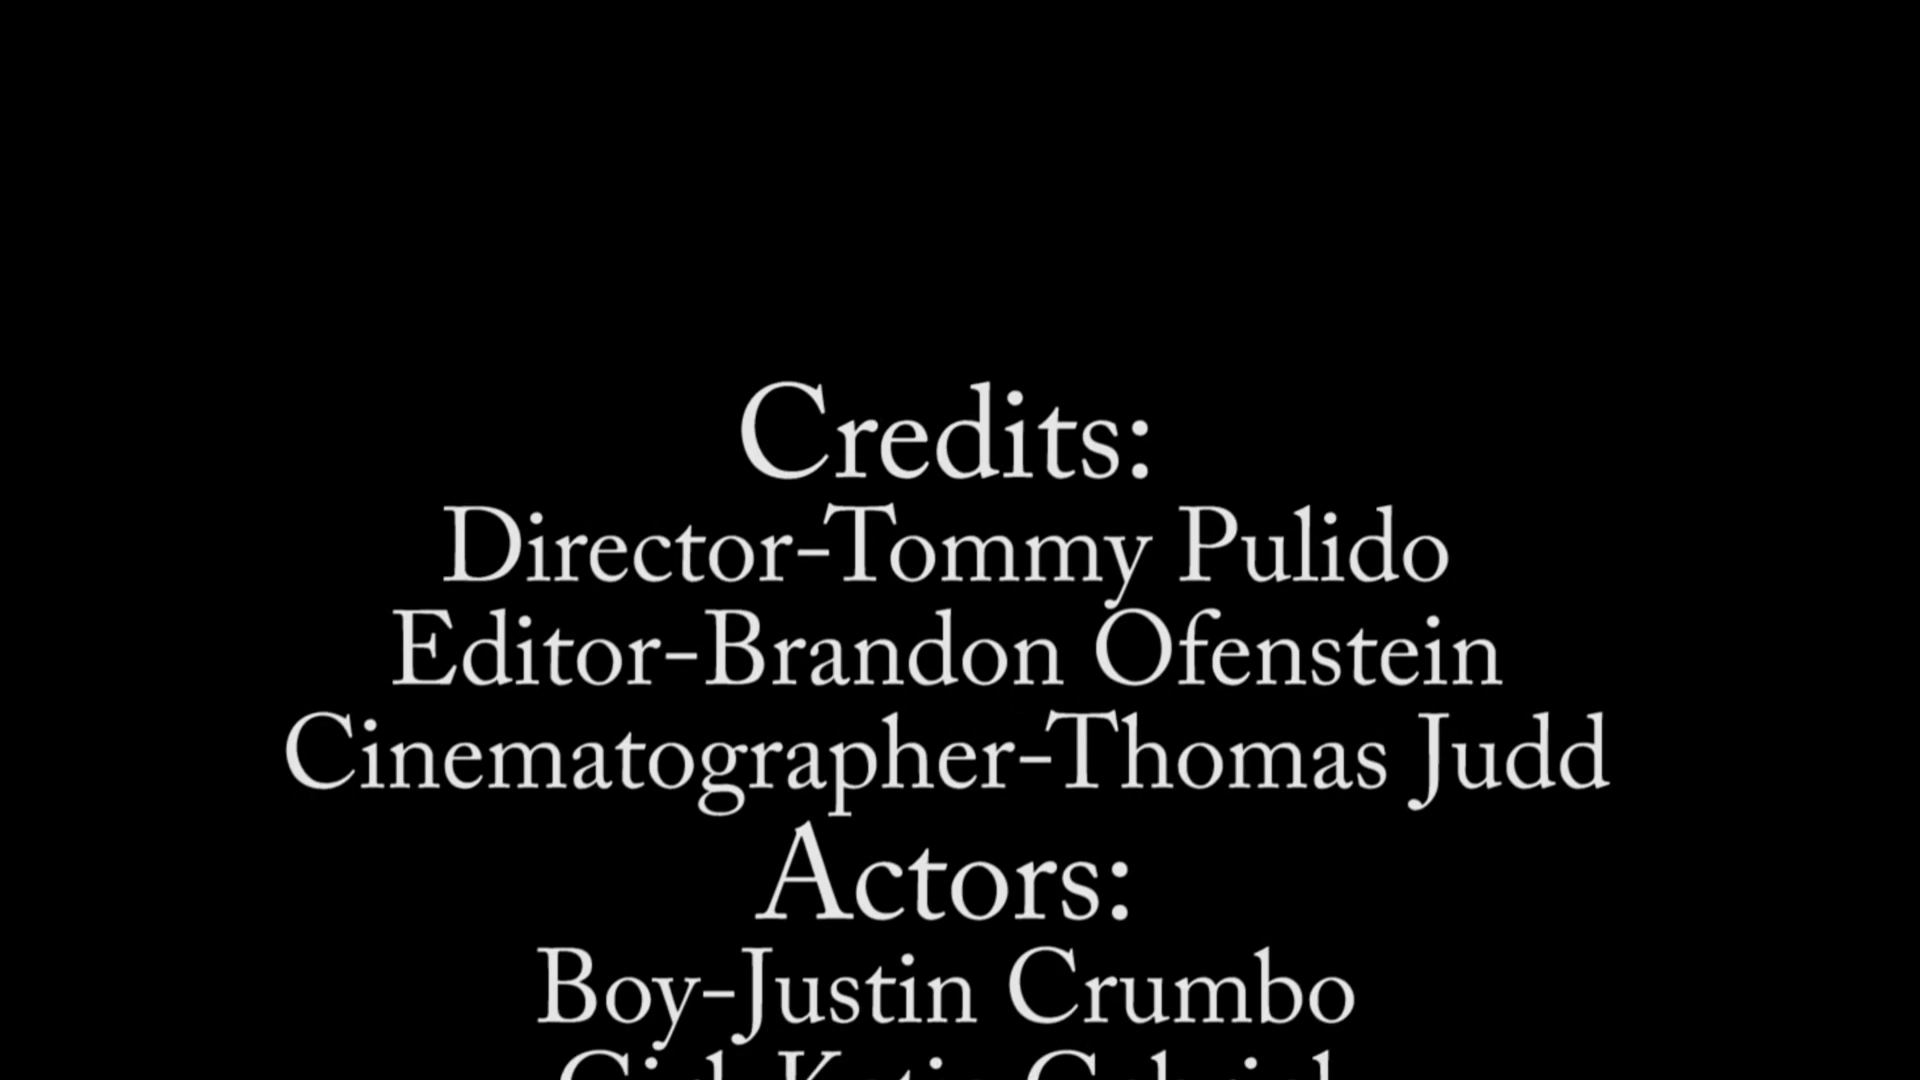 Credits:
Director-Tommy Pulido
Editor-Brandon Ofenstein
Cinematographer-Thomas Judd
Actors:
Boy-Justin Crumbo